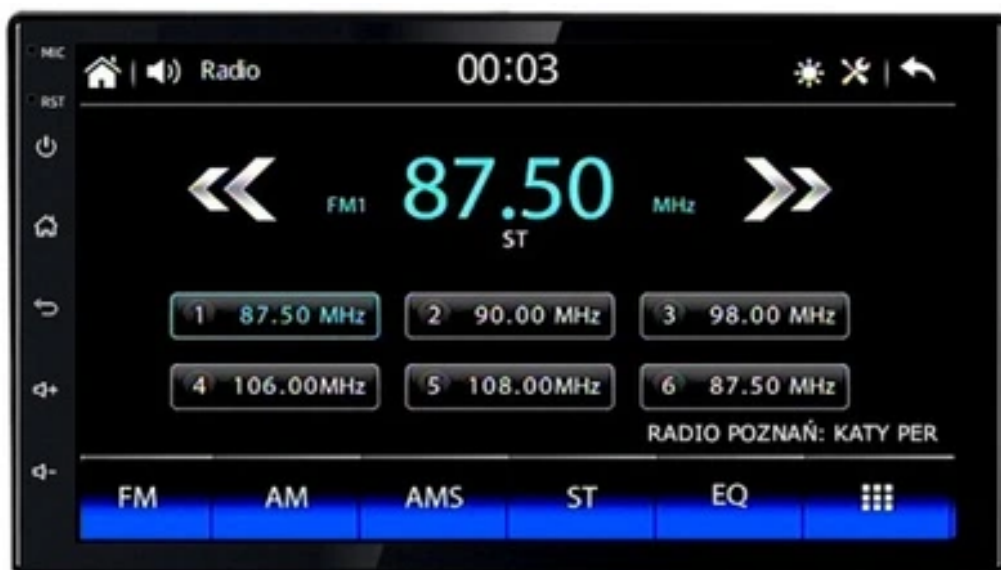 MIC
Radio 00:03
RST
FM1 87.50 MHz
ST
1 87.50 MHz 2 90.00 MHz 3 98.00 MHz
4 106.00MHz 5 108.00MHz 6 87.50 MHz
RADIO POZNAŃ: KATY PER
FM AM AMS ST EQ